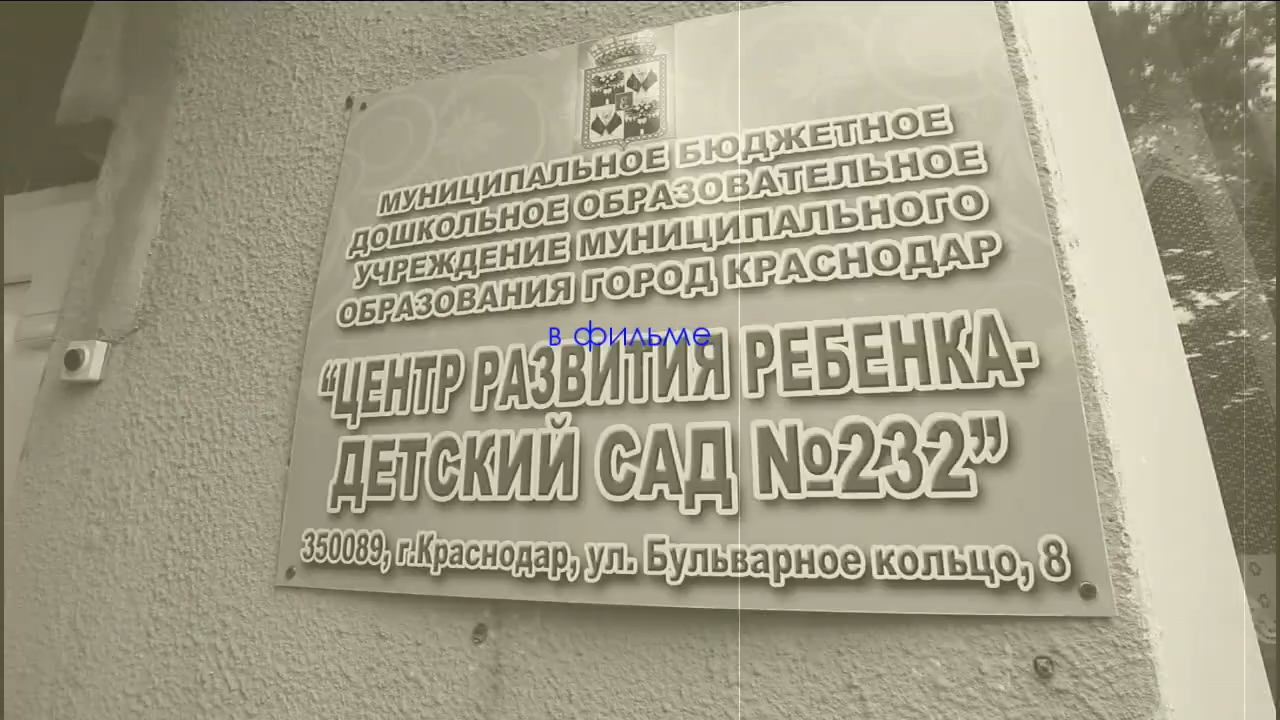 МУНИЦИПАЛЬНОЕ БЮДЖЕТНОЕ
ДОШКОЛЬНОЕ ОБРАЗОВАТЕЛЬНОЕ
УЧРЕЖДЕНИЕ МУНИЦИПАЛЬНОГО
ОБРАЗОВАНИЯ ГОРОД КРАСНОДАР
в фильме
“ЦЕНТР РАЗВИТИЯ РЕБЕНКА-
ДЕТСКИЙ САД №232”
350089, г.Краснодар, ул. Бульварное кольцо, 8